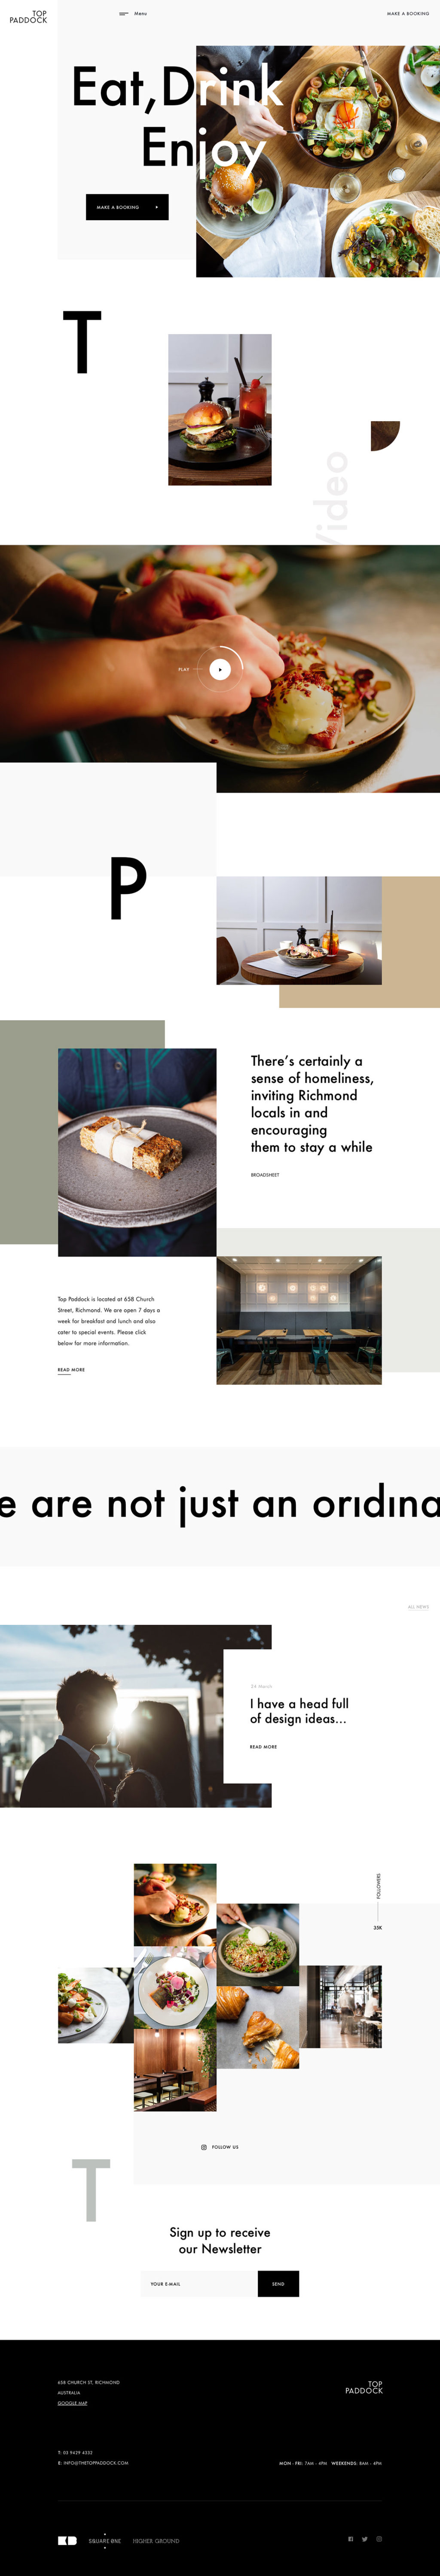 TOP
PADDOCK
Menu
MAKE A BOOKING
Eat,Drink
Enjoy
MAKE A BOOKING
T
Video
PLAY
P
There's certainly a
sense of homeliness,
inviting Richmond
locals in and
encouraging
them to stay a while
BROADSHEET
Top Paddock is located at 658 Church
Street, Richmond. We are open 7 days a
week for breakfast and lunch and also
cater to special events. Please click
below for more information.
READ MORE
e are not just an oridina
ALL NEWS
24 March
I have a head full
of design ideas...
READ MORE
FOLLOWERS
35K
FOLLOW US
T
Sign up to receive
our Newsletter
YOUR E-MAIL
SEND
658 CHURCH ST, RICHMOND
AUSTRALIA
GOOGLE MAP
TOP
PADDOCK
T: 03 9429 4332
E: INFO@THETOPPADDOCK.COM
MON - FRI: 7AM - 4PM WEEKENDS: 8AM - 4PM
SQUARE ONE
HIGHER GROUND